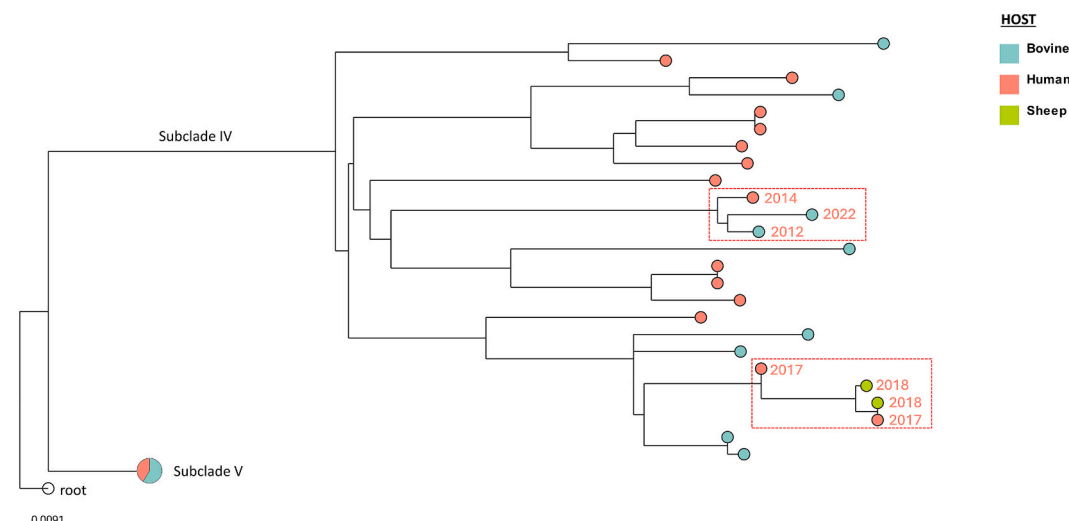 HOST
Bovine
Human
Sheep
Subclade IV
2014
2022
2012
2017
2018
2018
2017
Subclade V
root
0.0091